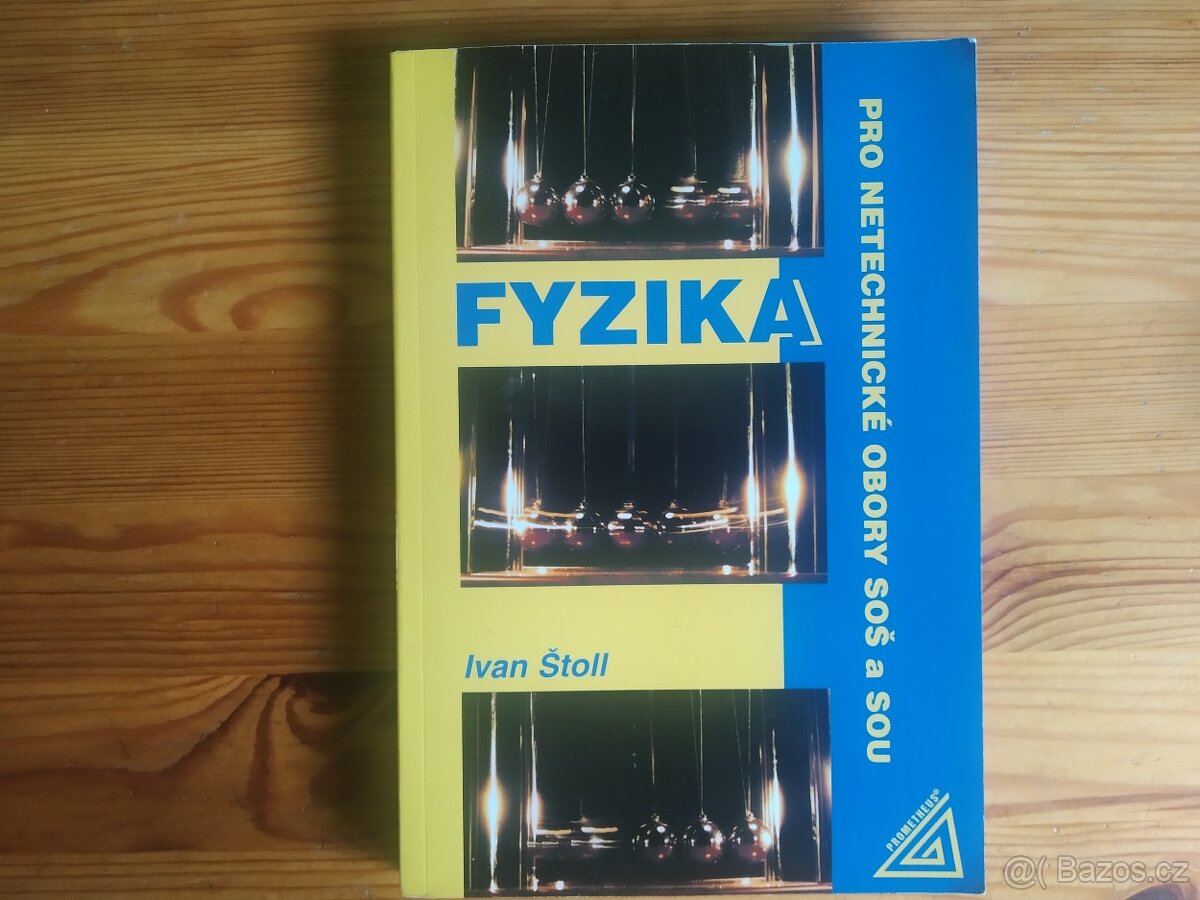 FYZIKA
PRO NETECHNICKÉ OBORY SOŠ a SOU
Ivan Štoll
PROMETHEUS®
@( Bazos.cz